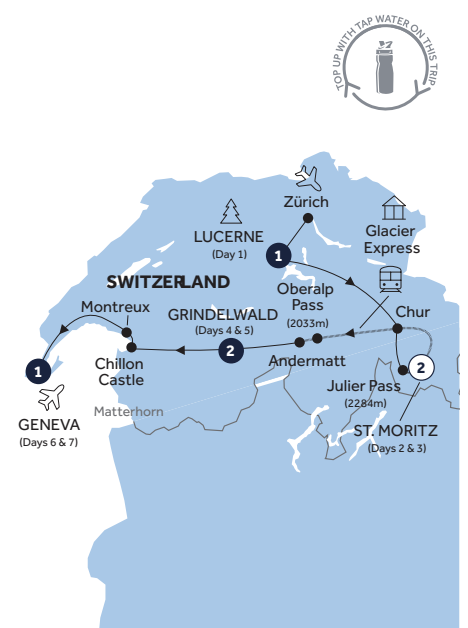 TOP UP WITH TAP WATER ON THIS TRIP
Zürich
LUCERNE
(Day 1)
1
Glacier
Express
SWITZERLAND
Oberalp
Pass
(2033m)
Montreux
GRINDELWALD
(Days 4 & 5)
2
Chur
Chillon
Castle
Andermatt
1
GENEVA
(Days 6 & 7)
Matterhorn
Julier Pass
(2284m)
2
ST. MORITZ
(Days 2 & 3)